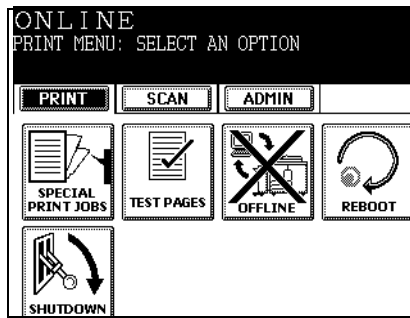 ONLINE
PRINT MENU: SELECT AN OPTION
PRINT SCAN ADMIN
SPECIAL PRINT JOBS
TEST PAGES
OFFLINE
REBOOT
SHUTDOWN